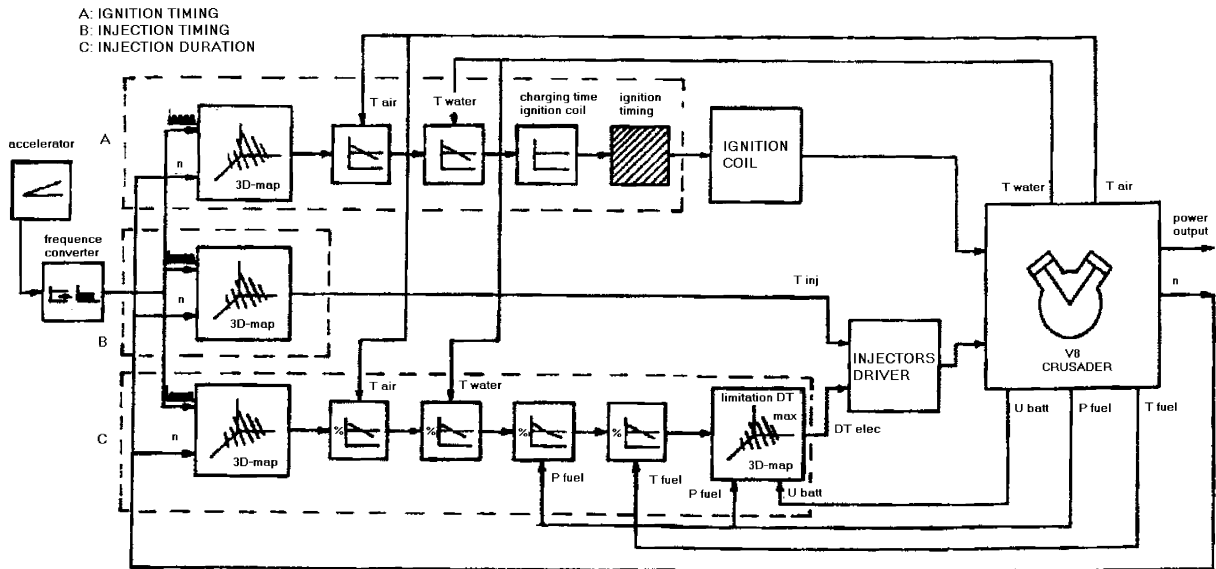 A: IGNITION TIMING
B: INJECTION TIMING
C: INJECTION DURATION
accelerator
frequence
converter
A
n
3D-map
T air
T water
charging time
ignition coil
ignition
timing
IGNITION
COIL
T water
T air
power
output
n
V8
CRUSADER
B
n
3D-map
T inj
INJECTORS
DRIVER
C
n
3D-map
T air
%
T water
%
%
P fuel
%
T fuel
limitation DT
max
3D-map
P fuel
U batt
DT elec
U batt
P fuel
T fuel